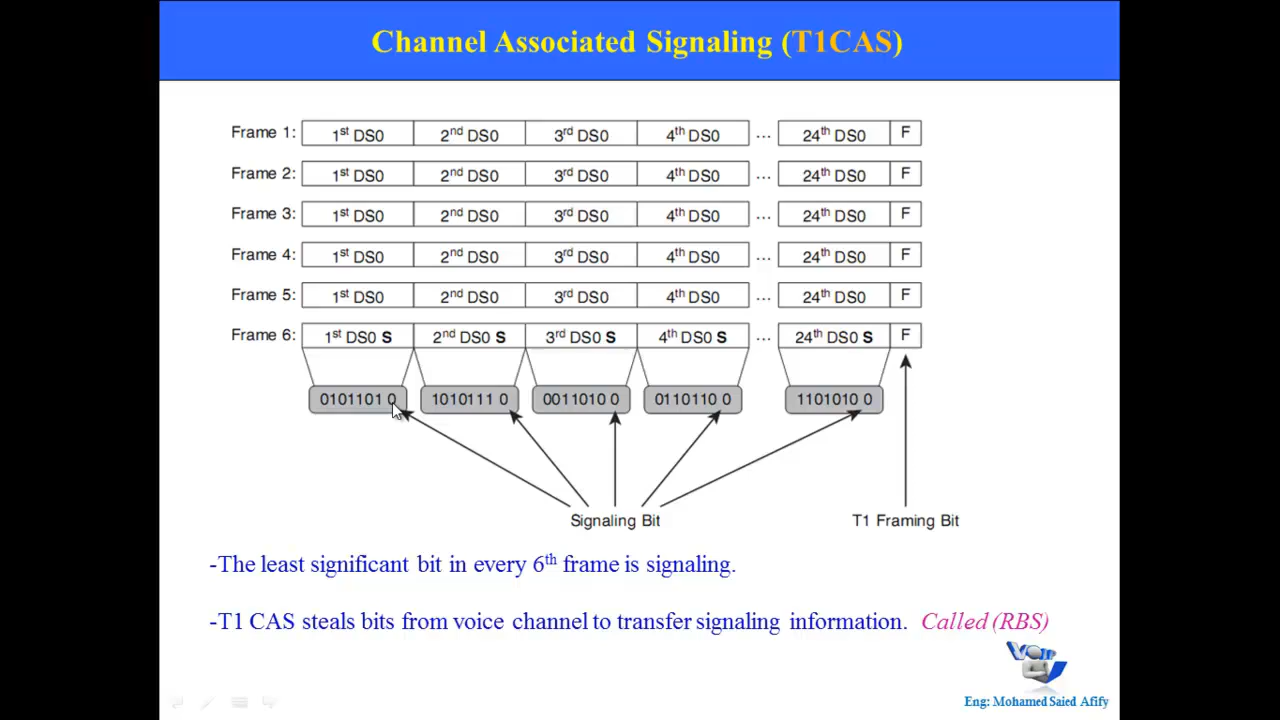 Channel Associated Signaling (T1CAS)
Frame 1: 1st DS0 2nd DS0 3rd DS0 4th DS0 ... 24th DS0 F
Frame 2: 1st DS0 2nd DS0 3rd DS0 4th DS0 ... 24th DS0 F
Frame 3: 1st DS0 2nd DS0 3rd DS0 4th DS0 ... 24th DS0 F
Frame 4: 1st DS0 2nd DS0 3rd DS0 4th DS0 ... 24th DS0 F
Frame 5: 1st DS0 2nd DS0 3rd DS0 4th DS0 ... 24th DS0 F
Frame 6: 1st DS0 S 2nd DS0 S 3rd DS0 S 4th DS0 S ... 24th DS0 S F
0101101 0 1010111 0 0011010 0 0110110 0 1101010 0
Signaling Bit T1 Framing Bit
-The least significant bit in every 6th frame is signaling.
-T1 CAS steals bits from voice channel to transfer signaling information. Called (RBS)
VoIP
Eng: Mohamed Saied Afify